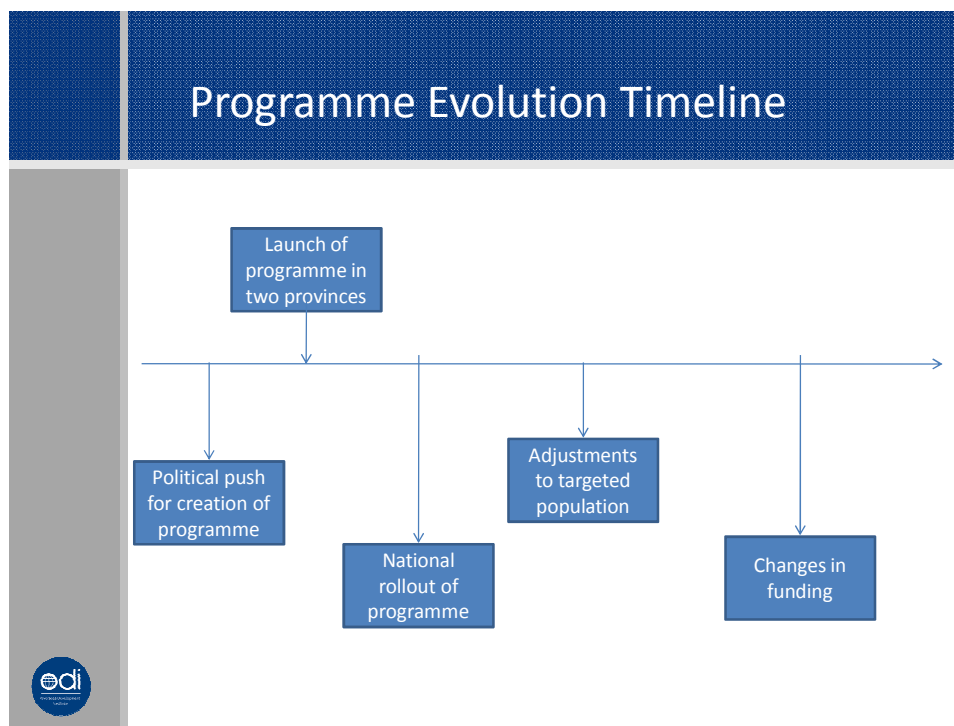 Programme Evolution Timeline
Launch of
programme in
two provinces
Political push
for creation of
programme
National
rollout of
programme
Adjustments
to targeted
population
Changes in
funding
odi